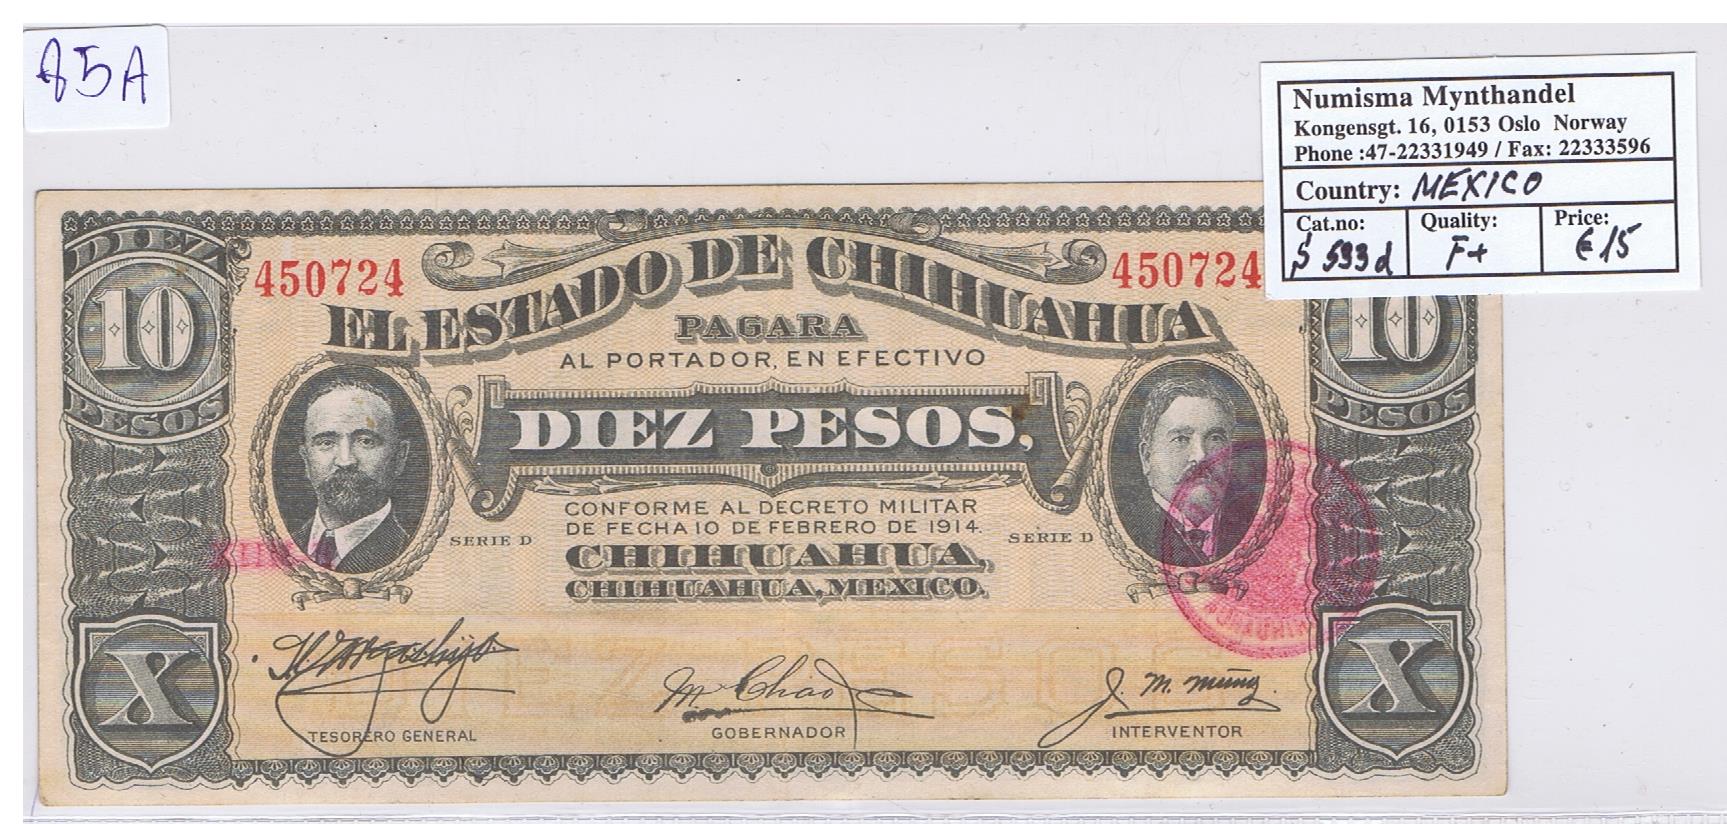 85A
Numisma Mynthandel
Kongensgt. 16, 0153 Oslo Norway
Phone :47-22331949 / Fax: 22333596
Country: MEXICO
Cat.no: Quality: Price:
S 533d F+ €15
DIEZ
10
PESOS
450724
450724
EL ESTADO DE CHIHUAHUA
PAGARA
AL PORTADOR, EN EFECTIVO
10
PESOS
DIEZ PESOS.
CONFORME AL DECRETO MILITAR
DE FECHA 10 DE FEBRERO DE 1914.
SERIE D
SERIE D
CHIHUAHUA,
CHIHUAHUA, MEXICO.
X
X
M Chao
J. M. Muñoz.
TESORERO GENERAL
GOBERNADOR
INTERVENTOR